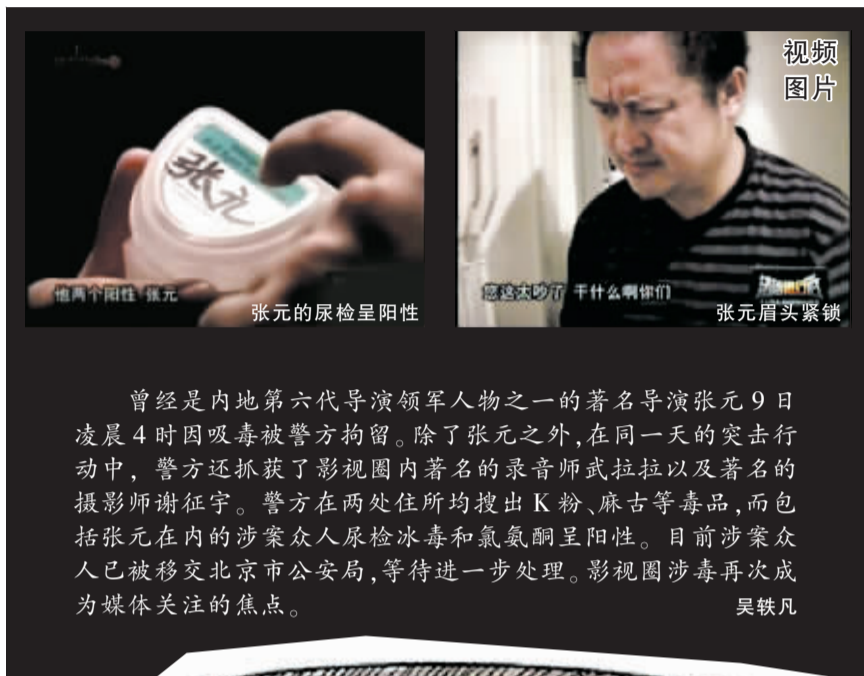 张元
他两个阳性 张元
张元的尿检呈阳性
视频
图片
您这太吵了 干什么啊你们
张元眉头紧锁
曾经是内地第六代导演领军人物之一的著名导演张元 9 日
凌晨 4 时因吸毒被警方拘留。除了张元之外,在同一天的突击行
动中，警方还抓获了影视圈内著名的录音师武拉拉以及著名的
摄影师谢征宇。警方在两处住所均搜出 K 粉、麻古等毒品,而包
括张元在内的涉案众人尿检冰毒和氯氨酮呈阳性。目前涉案众
人已被移交北京市公安局,等待进一步处理。影视圈涉毒再次成
为媒体关注的焦点。
吴轶凡